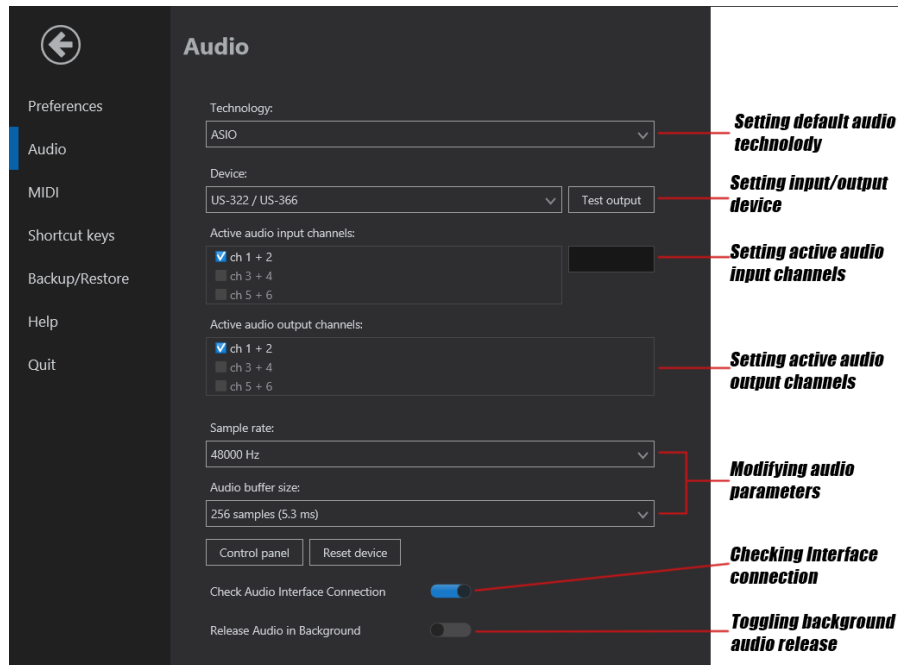 Audio
Preferences
Audio
MIDI
Shortcut keys
Backup/Restore
Help
Quit
Technology:
ASIO
Setting default audio
technolody
Device:
US-322 / US-366
Test output
Setting input/output
device
Active audio input channels:
ch 1 + 2
ch 3 + 4
ch 5 + 6
Setting active audio
input channels
Active audio output channels:
ch 1 + 2
ch 3 + 4
ch 5 + 6
Setting active audio
output channels
Sample rate:
48000 Hz
Audio buffer size:
256 samples (5.3 ms)
Modifying audio
parameters
Control panel
Reset device
Check Audio Interface Connection
Checking Interface
connection
Release Audio in Background
Toggling background
audio release